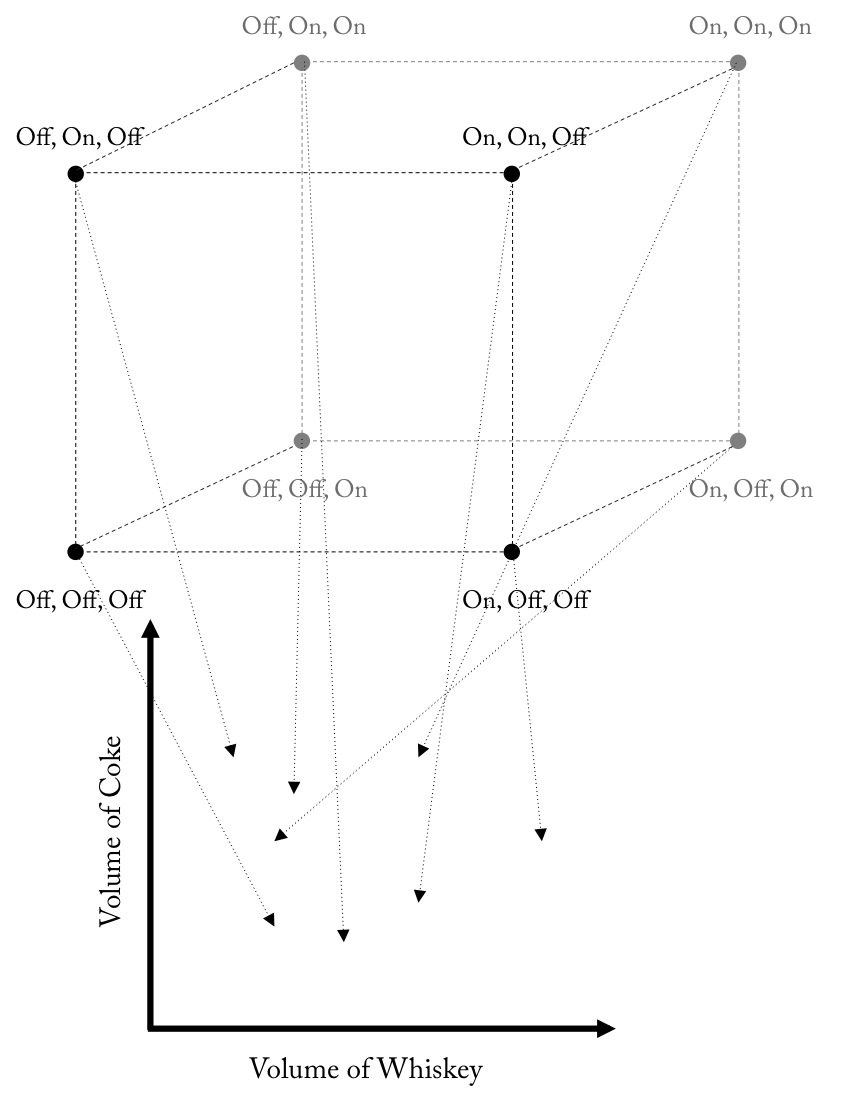 Off, On, On
On, On, On
Off, On, Off
On, On, Off
Off, Off, On
On, Off, On
Off, Off, Off
On, Off, Off
Volume of Coke
Volume of Whiskey